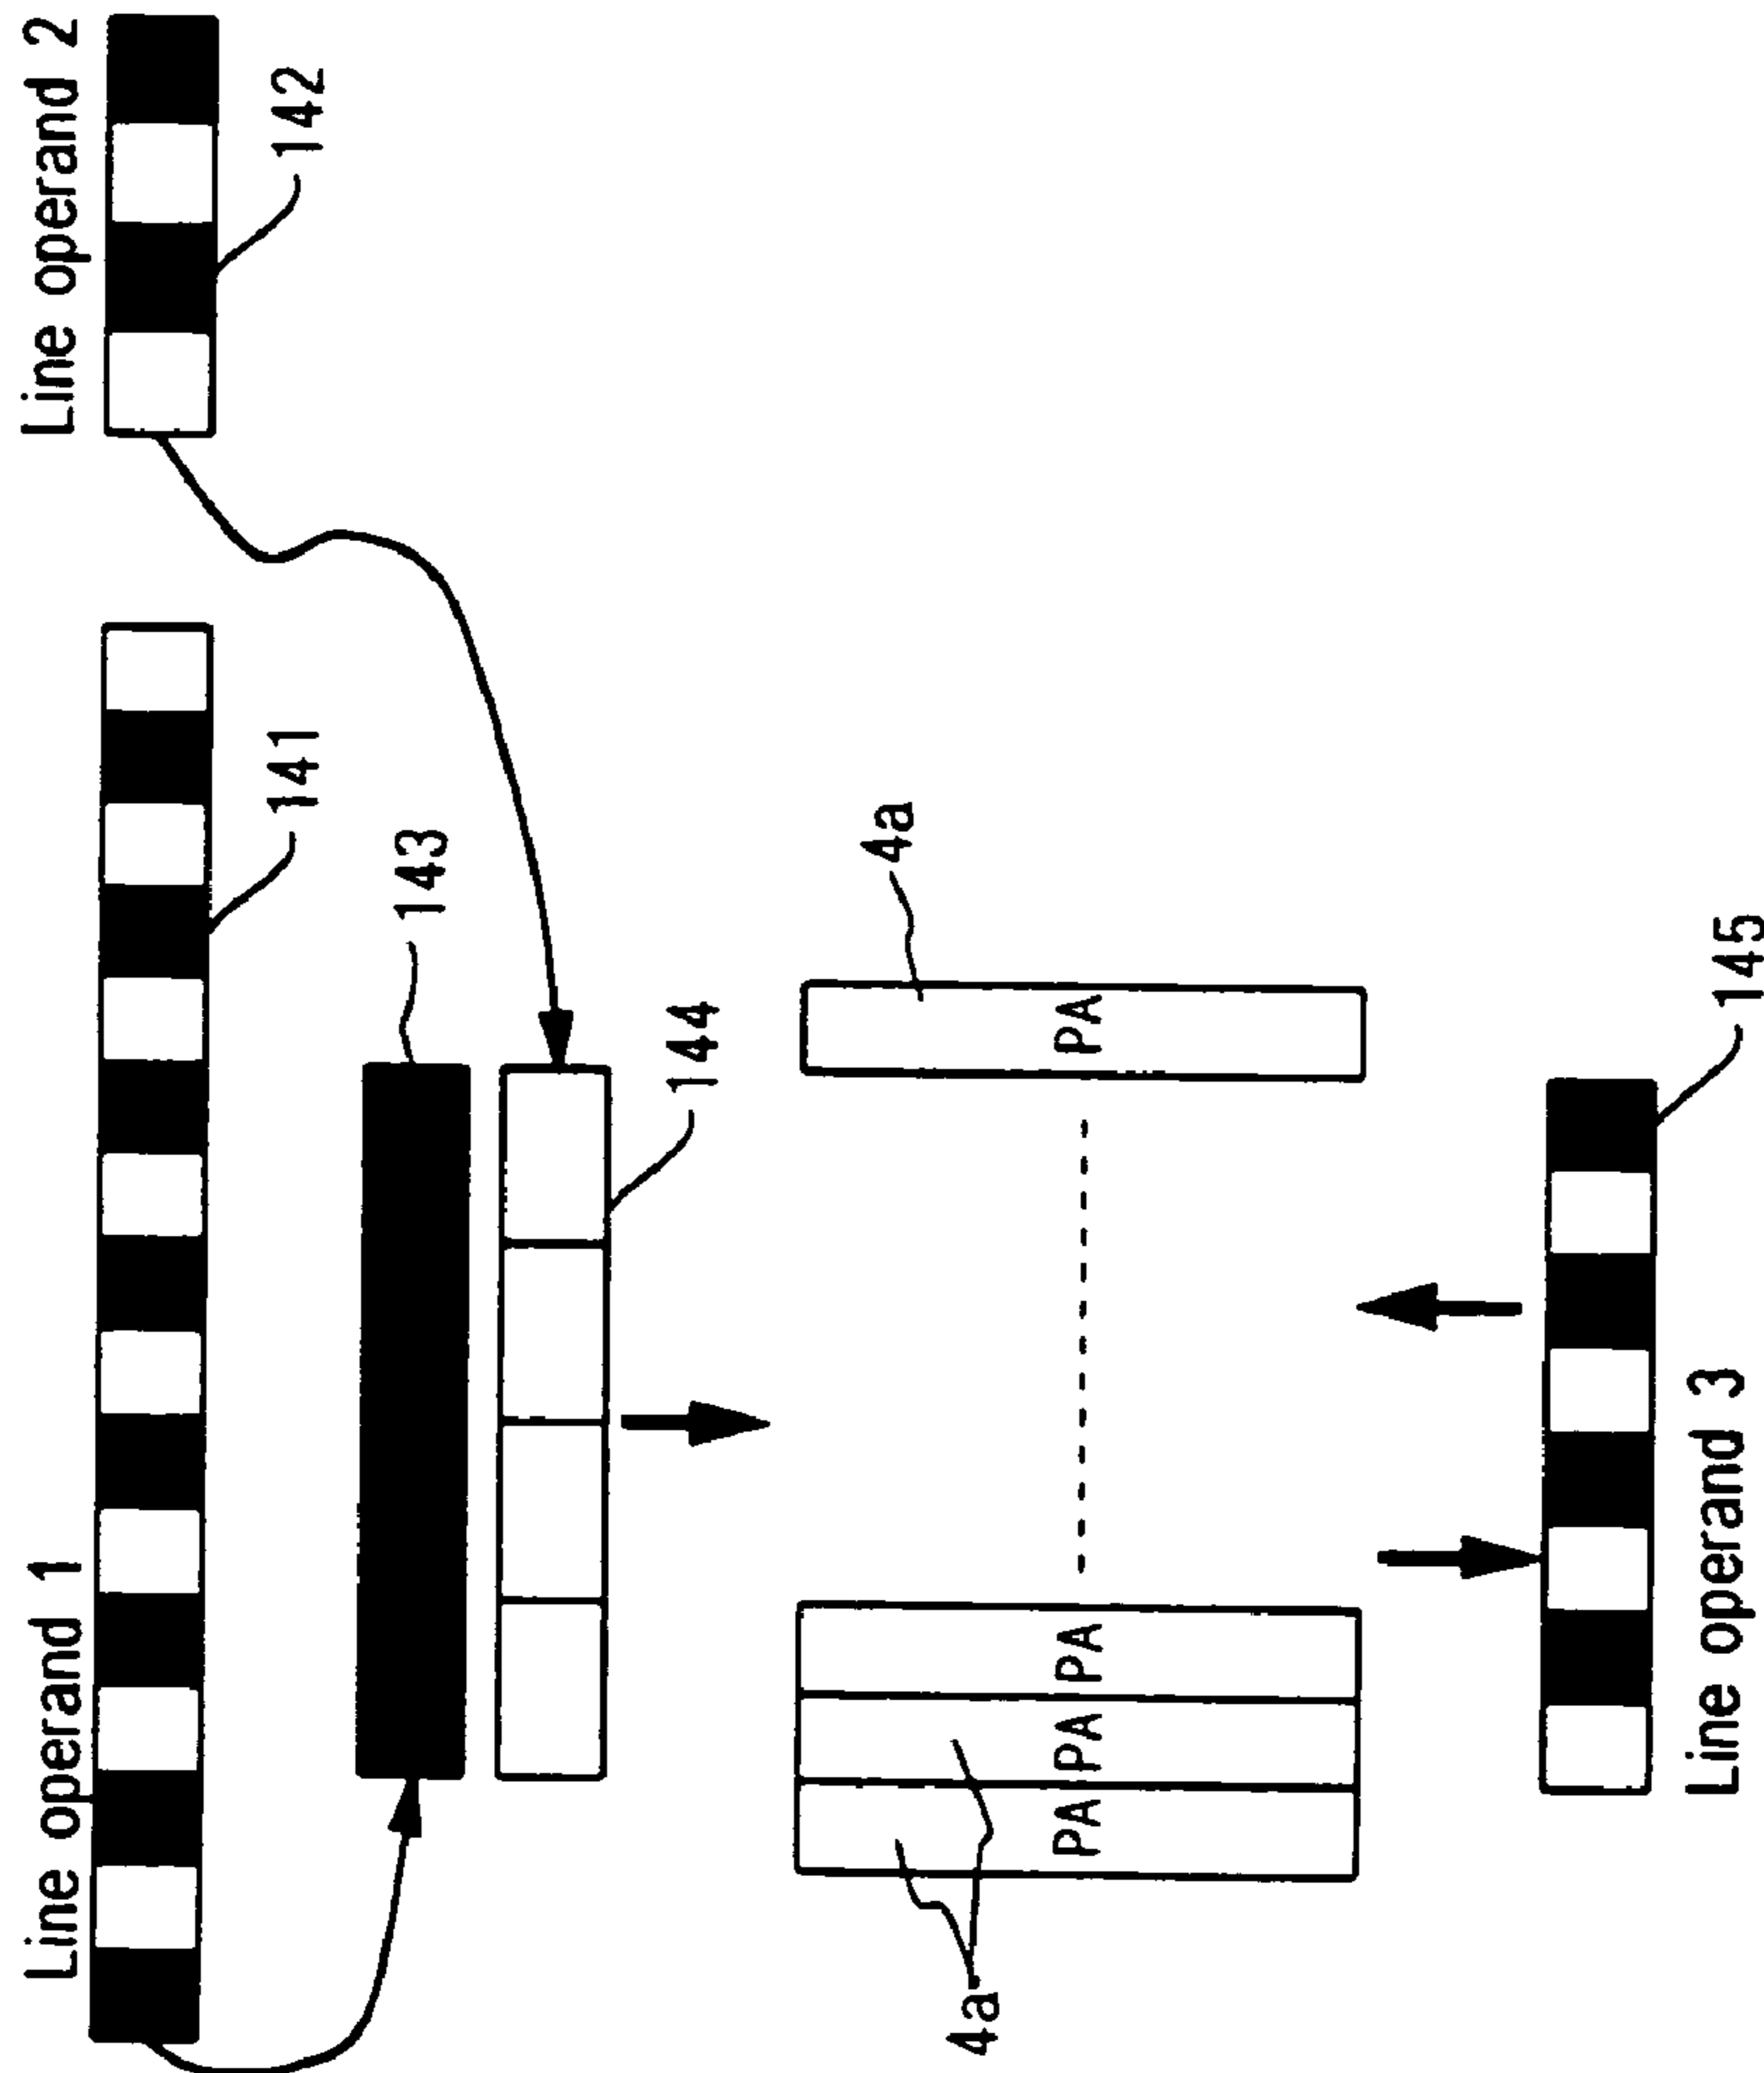 Line operand 1
Line operand 2
141
142
143
144
4a
PA
PA
PA
PA
4a
145
Line operand 3